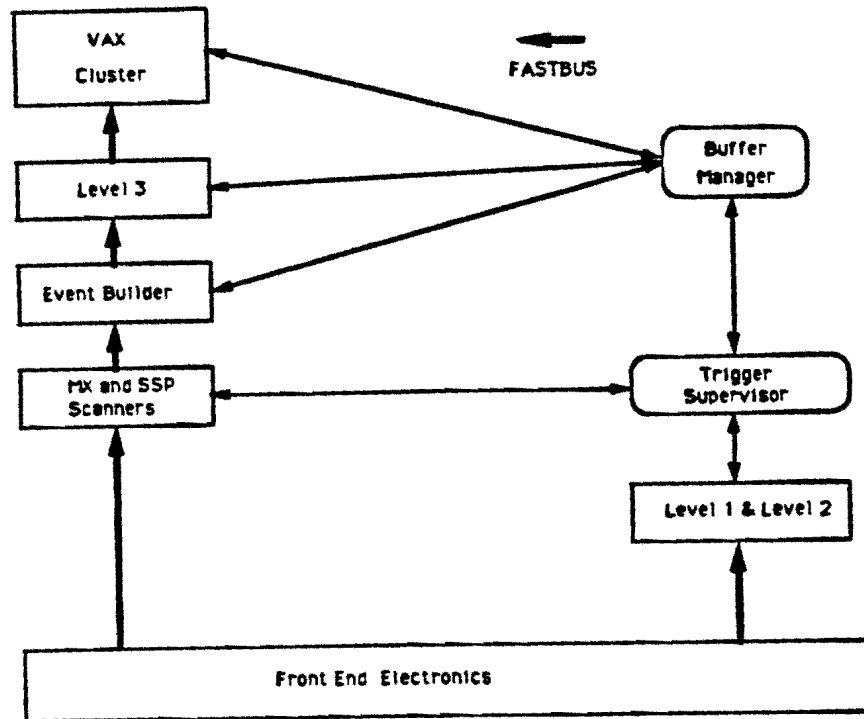 VAX
Cluster
FASTBUS
Buffer
Manager
Level 3
Event Builder
MX and SSP
Scanners
Trigger
Supervisor
Level 1 & Level 2
Front End Electronics